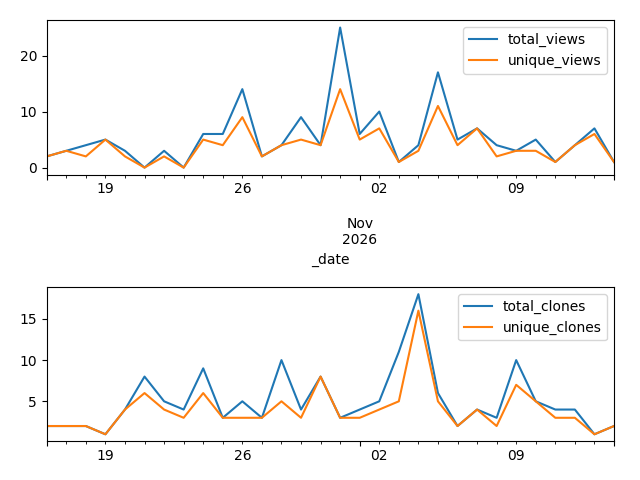 total_views
unique_views
20
10
0
19 26 02 09
Nov
2026
_date
total_clones
unique_clones
15
10
5
19 26 02 09